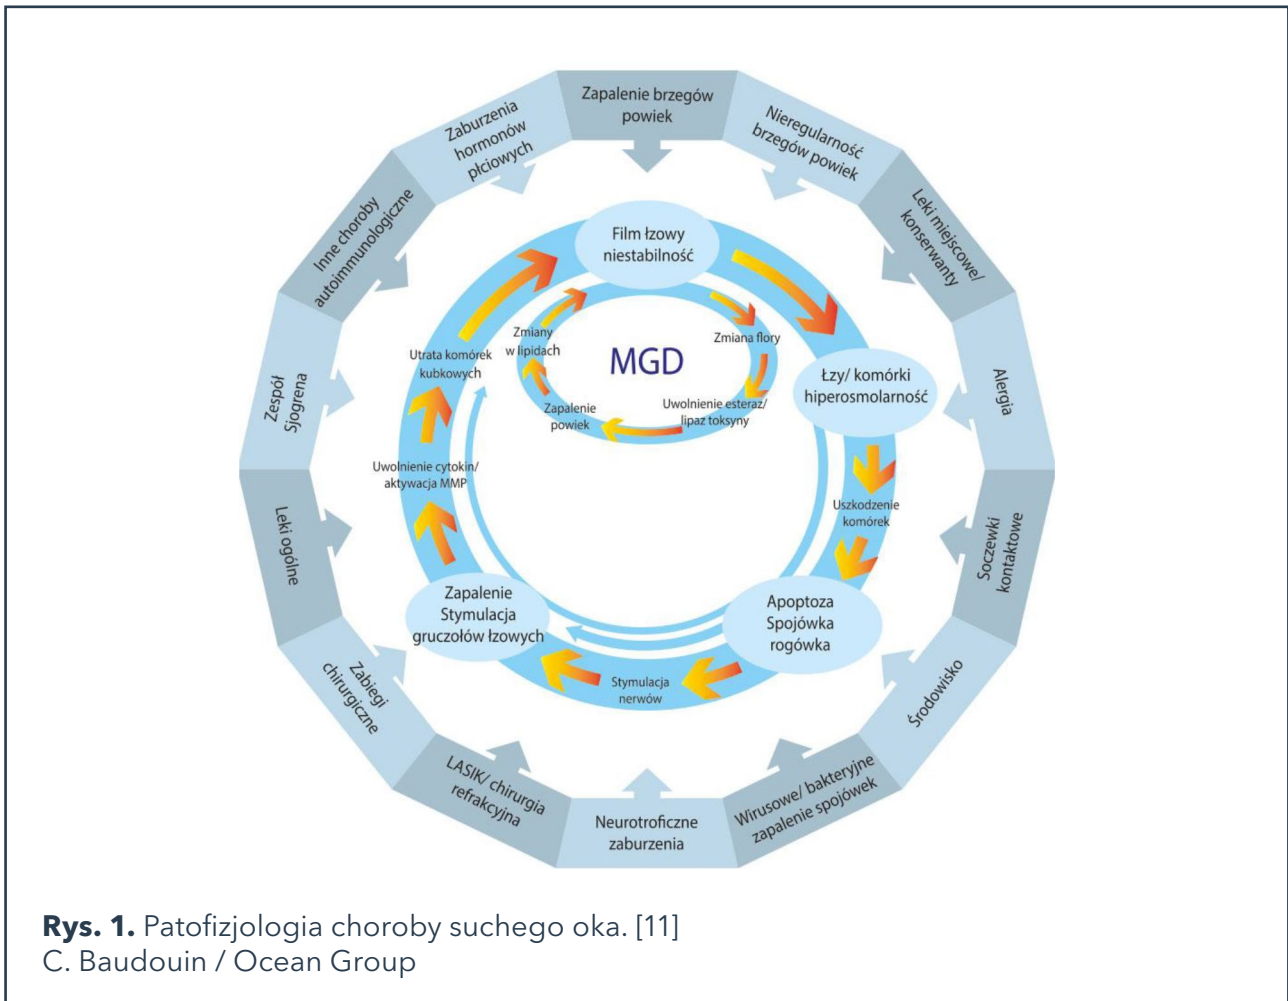 Zapalenie brzegów
powiek
Nieregularność
brzegów powiek
Leki miejscowe/
konserwanty
Alergia
Soczewki
kontaktowe
Środowisko
Wirusowe/ bakteryjne
zapalenie spojówek
Neurotroficzne
zaburzenia
LASIK/ chirurgia
refrakcyjna
Zabiegi
chirurgiczne
Leki ogólne
Zespół
Sjogrena
Inne choroby
autoimmunologiczne
Zaburzenia
hormonów
płciowych
Film łzowy
niestabilność
Łzy/ komórki
hiperosmolarność
Uszkodzenie
komórek
Apoptoza
Spojówka
rogówka
Stymulacja
nerwów
Zapalenie
Stymulacja
gruczołów łzowych
Uwolnienie cytokin/
aktywacja MMP
Utrata komórek
kubkowych
MGD
Zmiana flory
Uwolnienie esteraz/
lipaz toksyny
Zapalenie
powiek
Zmiany
w lipidach
Rys. 1. Patofizjologia choroby suchego oka. [11]
C. Baudouin / Ocean Group